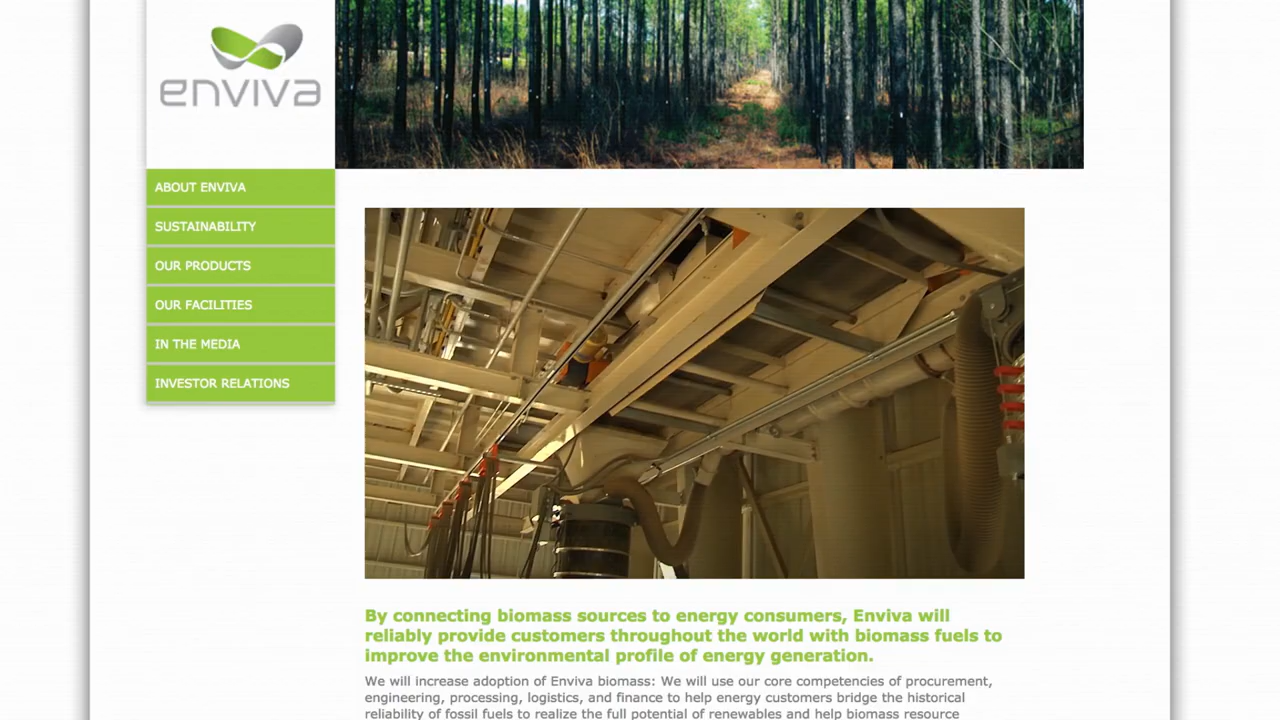 enviva
ABOUT ENVIVA
SUSTAINABILITY
OUR PRODUCTS
OUR FACILITIES
IN THE MEDIA
INVESTOR RELATIONS
By connecting biomass sources to energy consumers, Enviva will
reliably provide customers throughout the world with biomass fuels to
improve the environmental profile of energy generation.
We will increase adoption of Enviva biomass: We will use our core competencies of procurement,
engineering, processing, logistics, and finance to help energy customers bridge the historical
reliability of fossil fuels to realize the full potential of renewables and help biomass resource